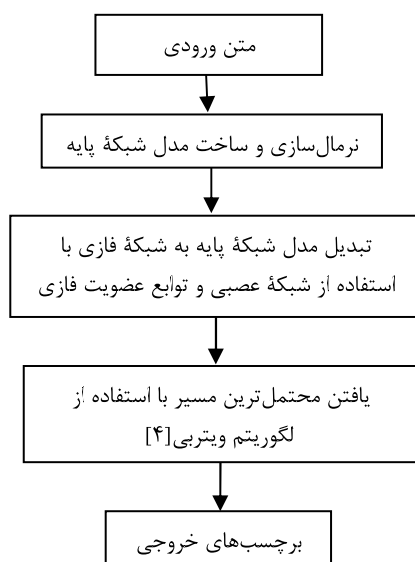 متن ورودی
نرمال‌سازی و ساخت مدل شبکهٔ پایه
تبدیل مدل شبکهٔ پایه به شبکهٔ فازی با
استفاده از شبکهٔ عصبی و توابع عضویت فازی
یافتن محتمل‌ترین مسیر با استفاده از
لگوریتم ویتربی[۴]
برچسب‌های خروجی